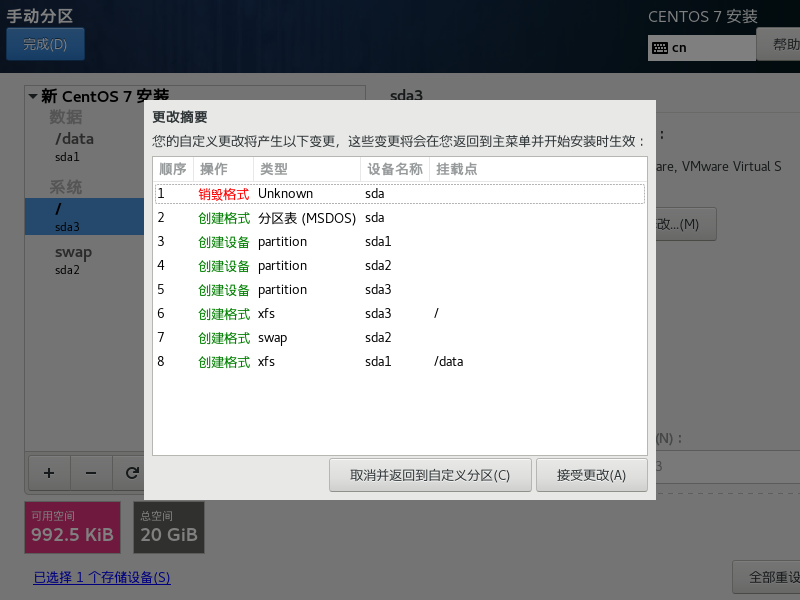 手动分区
CENTOS 7 安装
完成(D)
cn
帮助
新 CentOS 7 安装
sda3
数据
/data
sda1
系统
/
sda3
swap
sda2
are, VMware Virtual S
改...(M)
(N)：
更改摘要
您的自定义更改将产生以下变更，这些变更将会在您返回到主菜单并开始安装时生效：
顺序 操作 类型 设备名称 挂载点
1 销毁格式 Unknown sda
2 创建格式 分区表 (MSDOS) sda
3 创建设备 partition sda1
4 创建设备 partition sda2
5 创建设备 partition sda3
6 创建格式 xfs sda3 /
7 创建格式 swap sda2
8 创建格式 xfs sda1 /data
取消并返回到自定义分区(C)
接受更改(A)
可用空间
992.5 KiB
总空间
20 GiB
已选择 1 个存储设备(S)
全部重设